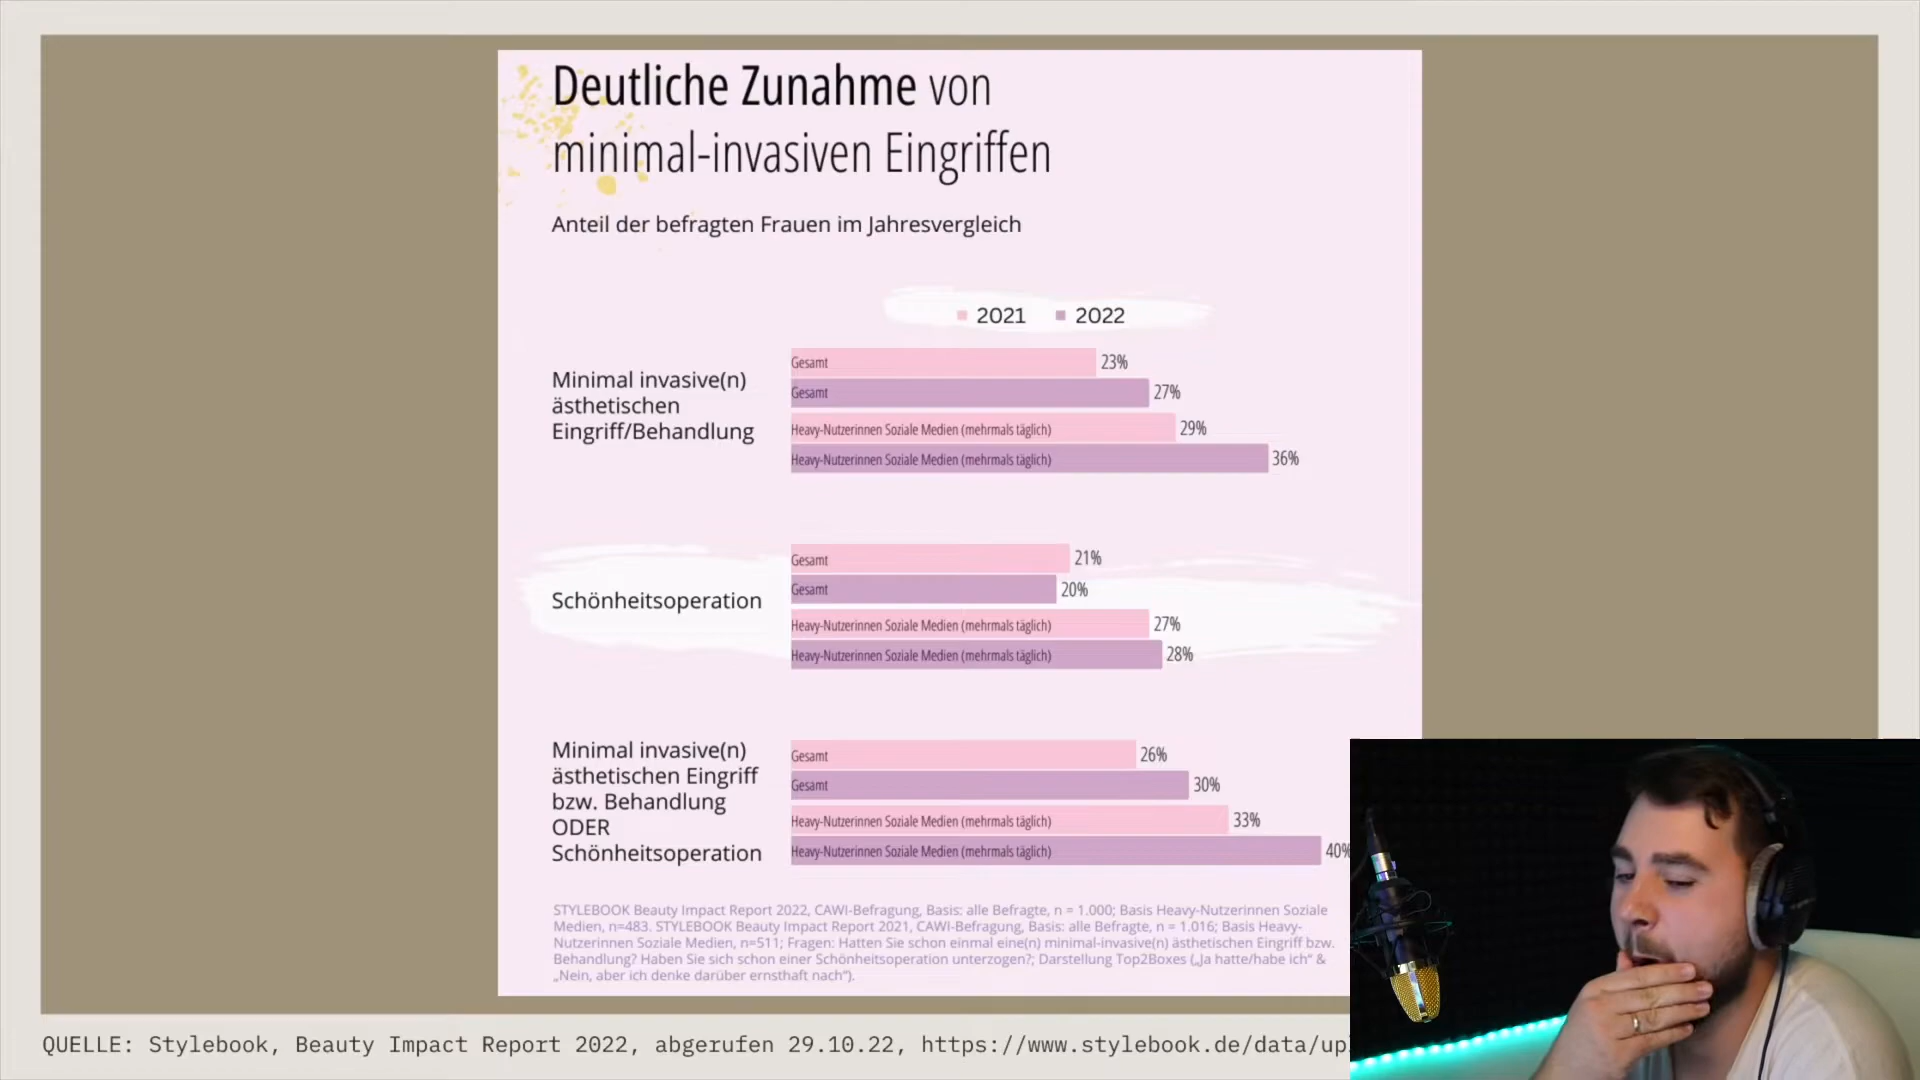 Deutliche Zunahme von
minimal-invasiven Eingriffen
Anteil der befragten Frauen im Jahresvergleich
2021 2022
Minimal invasive(n)
ästhetischen
Eingriff/Behandlung
Gesamt 23%
Gesamt 27%
Heavy-Nutzerinnen Soziale Medien (mehrmals täglich) 29%
Heavy-Nutzerinnen Soziale Medien (mehrmals täglich) 36%
Schönheitsoperation
Gesamt 21%
Gesamt 20%
Heavy-Nutzerinnen Soziale Medien (mehrmals täglich) 27%
Heavy-Nutzerinnen Soziale Medien (mehrmals täglich) 28%
Minimal invasive(n)
ästhetischen Eingriff
bzw. Behandlung
ODER
Schönheitsoperation
Gesamt 26%
Gesamt 30%
Heavy-Nutzerinnen Soziale Medien (mehrmals täglich) 33%
Heavy-Nutzerinnen Soziale Medien (mehrmals täglich) 40%
STYLEBOOK Beauty Impact Report 2022, CAWI-Befragung, Basis: alle Befragte, n = 1.000; Basis Heavy-Nutzerinnen Soziale
Medien, n=483. STYLEBOOK Beauty Impact Report 2021, CAWI-Befragung, Basis: alle Befragte, n = 1.016; Basis Heavy-
Nutzerinnen Soziale Medien, n=511; Fragen: Hatten Sie schon einmal eine(n) minimal-invasive(n) ästhetischen Eingriff bzw.
Behandlung? Haben Sie sich schon einer Schönheitsoperation unterzogen?; Darstellung Top2Boxes („Ja hatte/habe ich“ &
„Nein, aber ich denke darüber ernsthaft nach“).
QUELLE: Stylebook, Beauty Impact Report 2022, abgerufen 29.10.22, https://www.stylebook.de/data/up